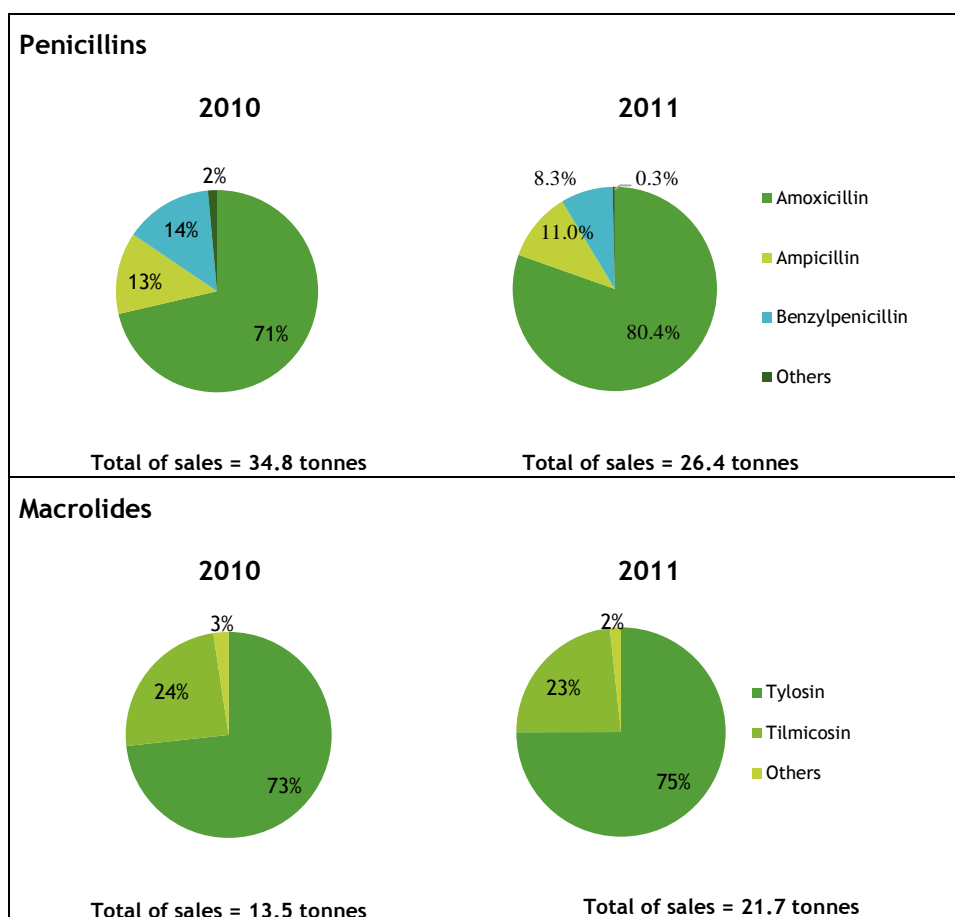 Penicillins
2010
2011
2%
14%
13%
71%
8.3%
0.3%
11.0%
80.4%
Amoxicillin
Ampicillin
Benzylpenicillin
Others
Total of sales = 34.8 tonnes
Total of sales = 26.4 tonnes
Macrolides
2010
2011
3%
24%
73%
2%
23%
75%
Tylosin
Tilmicosin
Others
Total of sales = 13.5 tonnes
Total of sales = 21.7 tonnes